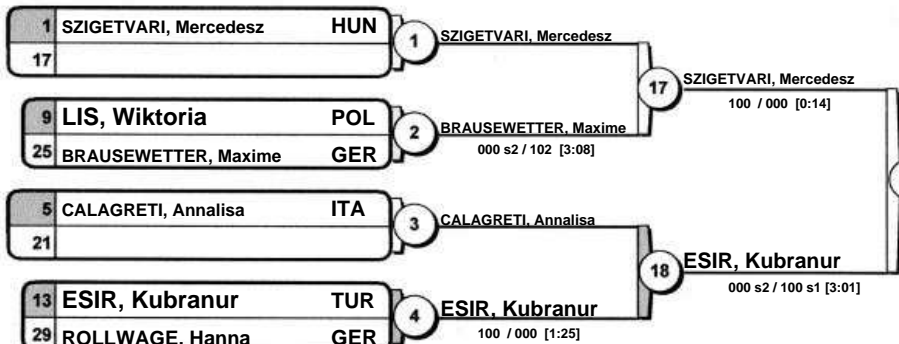 1 SZIGETVARI, Mercedesz HUN
17
1
SZIGETVARI, Mercedesz
9 LIS, Wiktoria POL
25 BRAUSEWETTER, Maxime GER
2
BRAUSEWETTER, Maxime
000 s2 / 102 [3:08]
17
SZIGETVARI, Mercedesz
100 / 000 [0:14]
5 CALAGRETI, Annalisa ITA
21
3
CALAGRETI, Annalisa
13 ESIR, Kubranur TUR
29 ROLLWAGE, Hanna GER
4
ESIR, Kubranur
100 / 000 [1:25]
18
ESIR, Kubranur
000 s2 / 100 s1 [3:01]